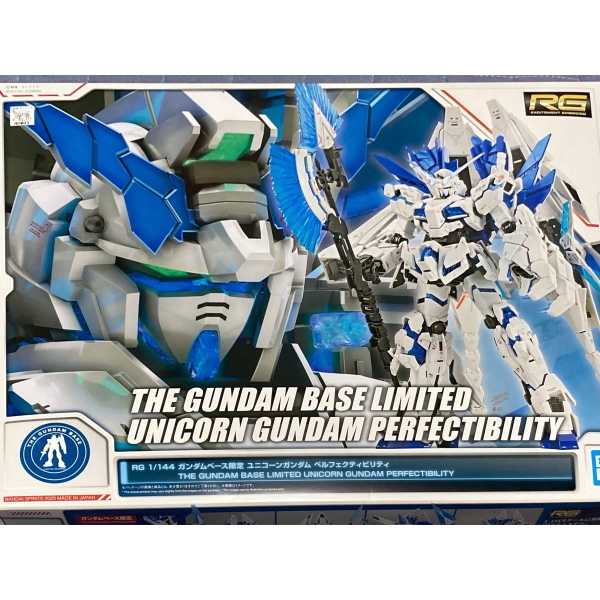 RG
EXCITEMENT EMBODIED
THE GUNDAM BASE LIMITED
UNICORN GUNDAM PERFECTIBILITY
THE GUNDAM BASE
RG 1/144 ガンダムベース限定 ユニコーンガンダム ペルフェクティビリティ
THE GUNDAM BASE LIMITED UNICORN GUNDAM PERFECTIBILITY
BANDAI SPIRITS 2020 MADE IN JAPAN
ガンダムベース限定
RG